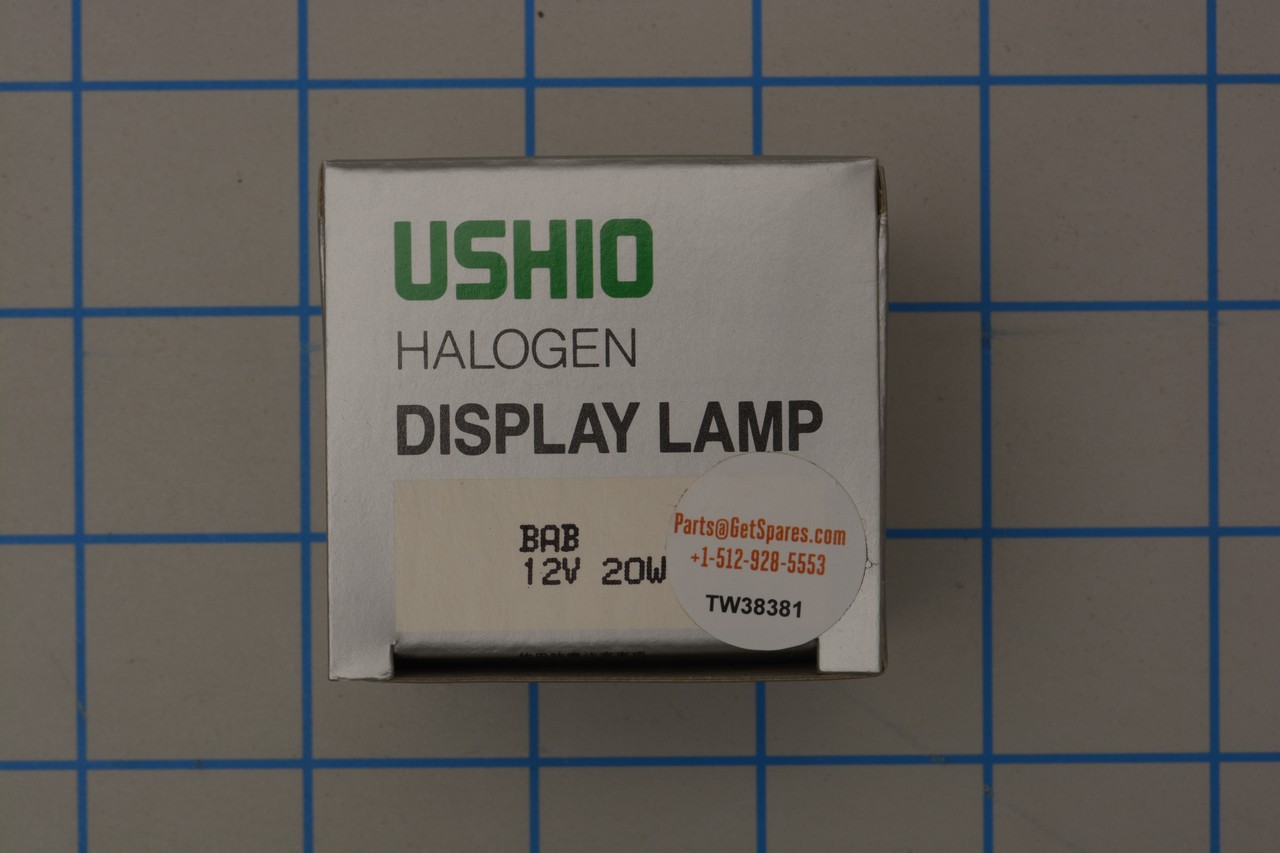 USHIO
HALOGEN
DISPLAY LAMP
BAB
12V 20W
Parts@GetSpares.com
+1-512-928-5553
TW38381